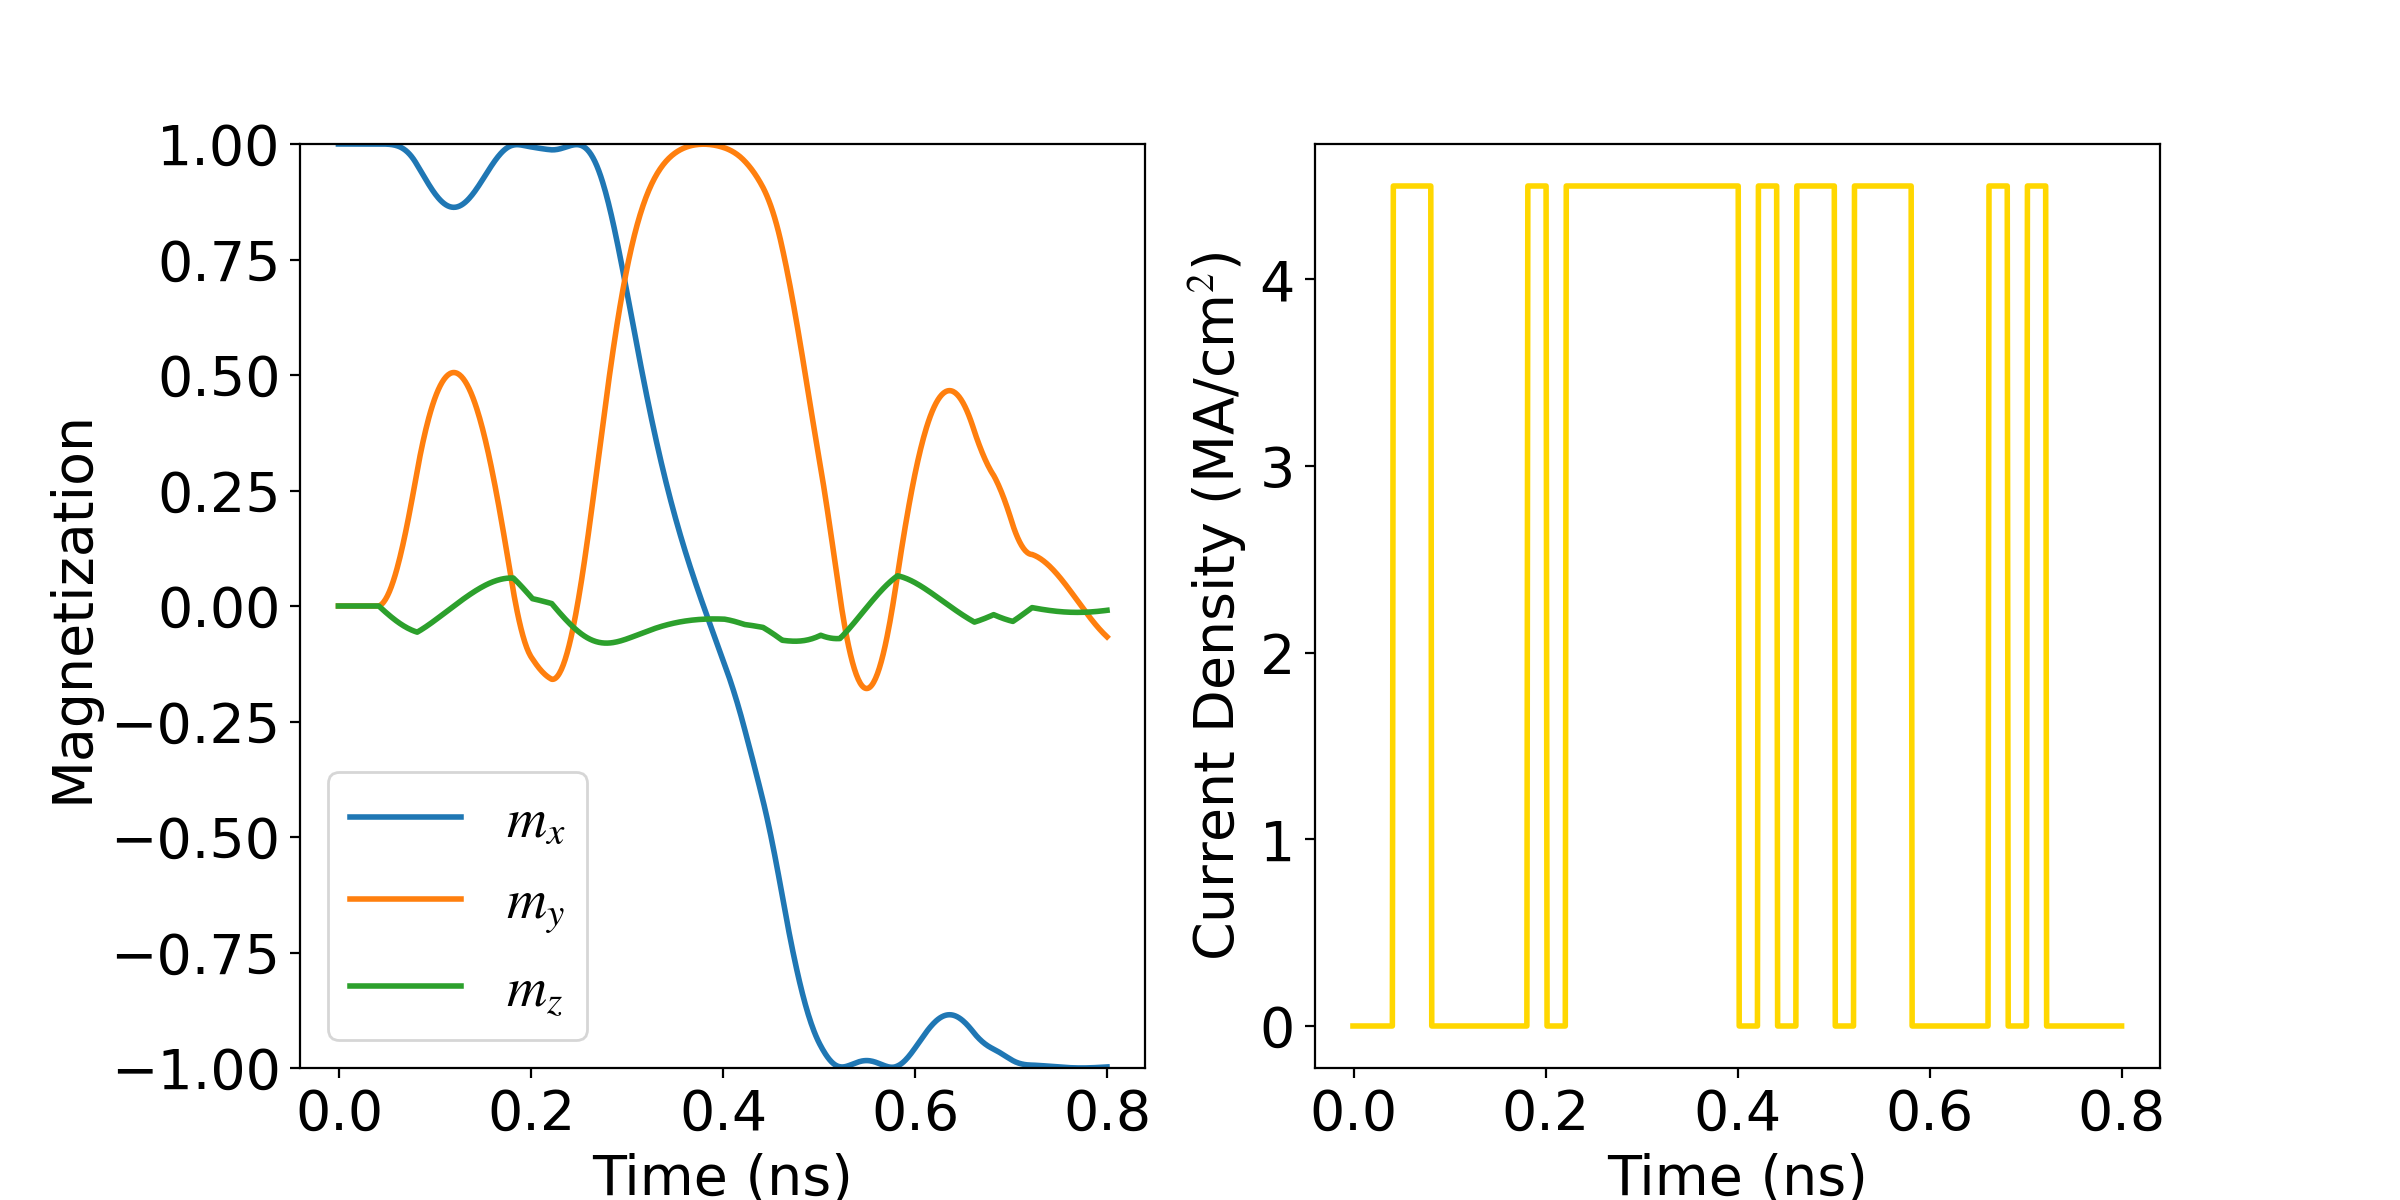 1.00
0.75
0.50
0.25
0.00
−0.25
−0.50
−0.75
−1.00
Magnetization
m_x
m_y
m_z
0.0 0.2 0.4 0.6 0.8
Time (ns)
4
3
2
1
0
Current Density (MA/cm²)
0.0 0.2 0.4 0.6 0.8
Time (ns)